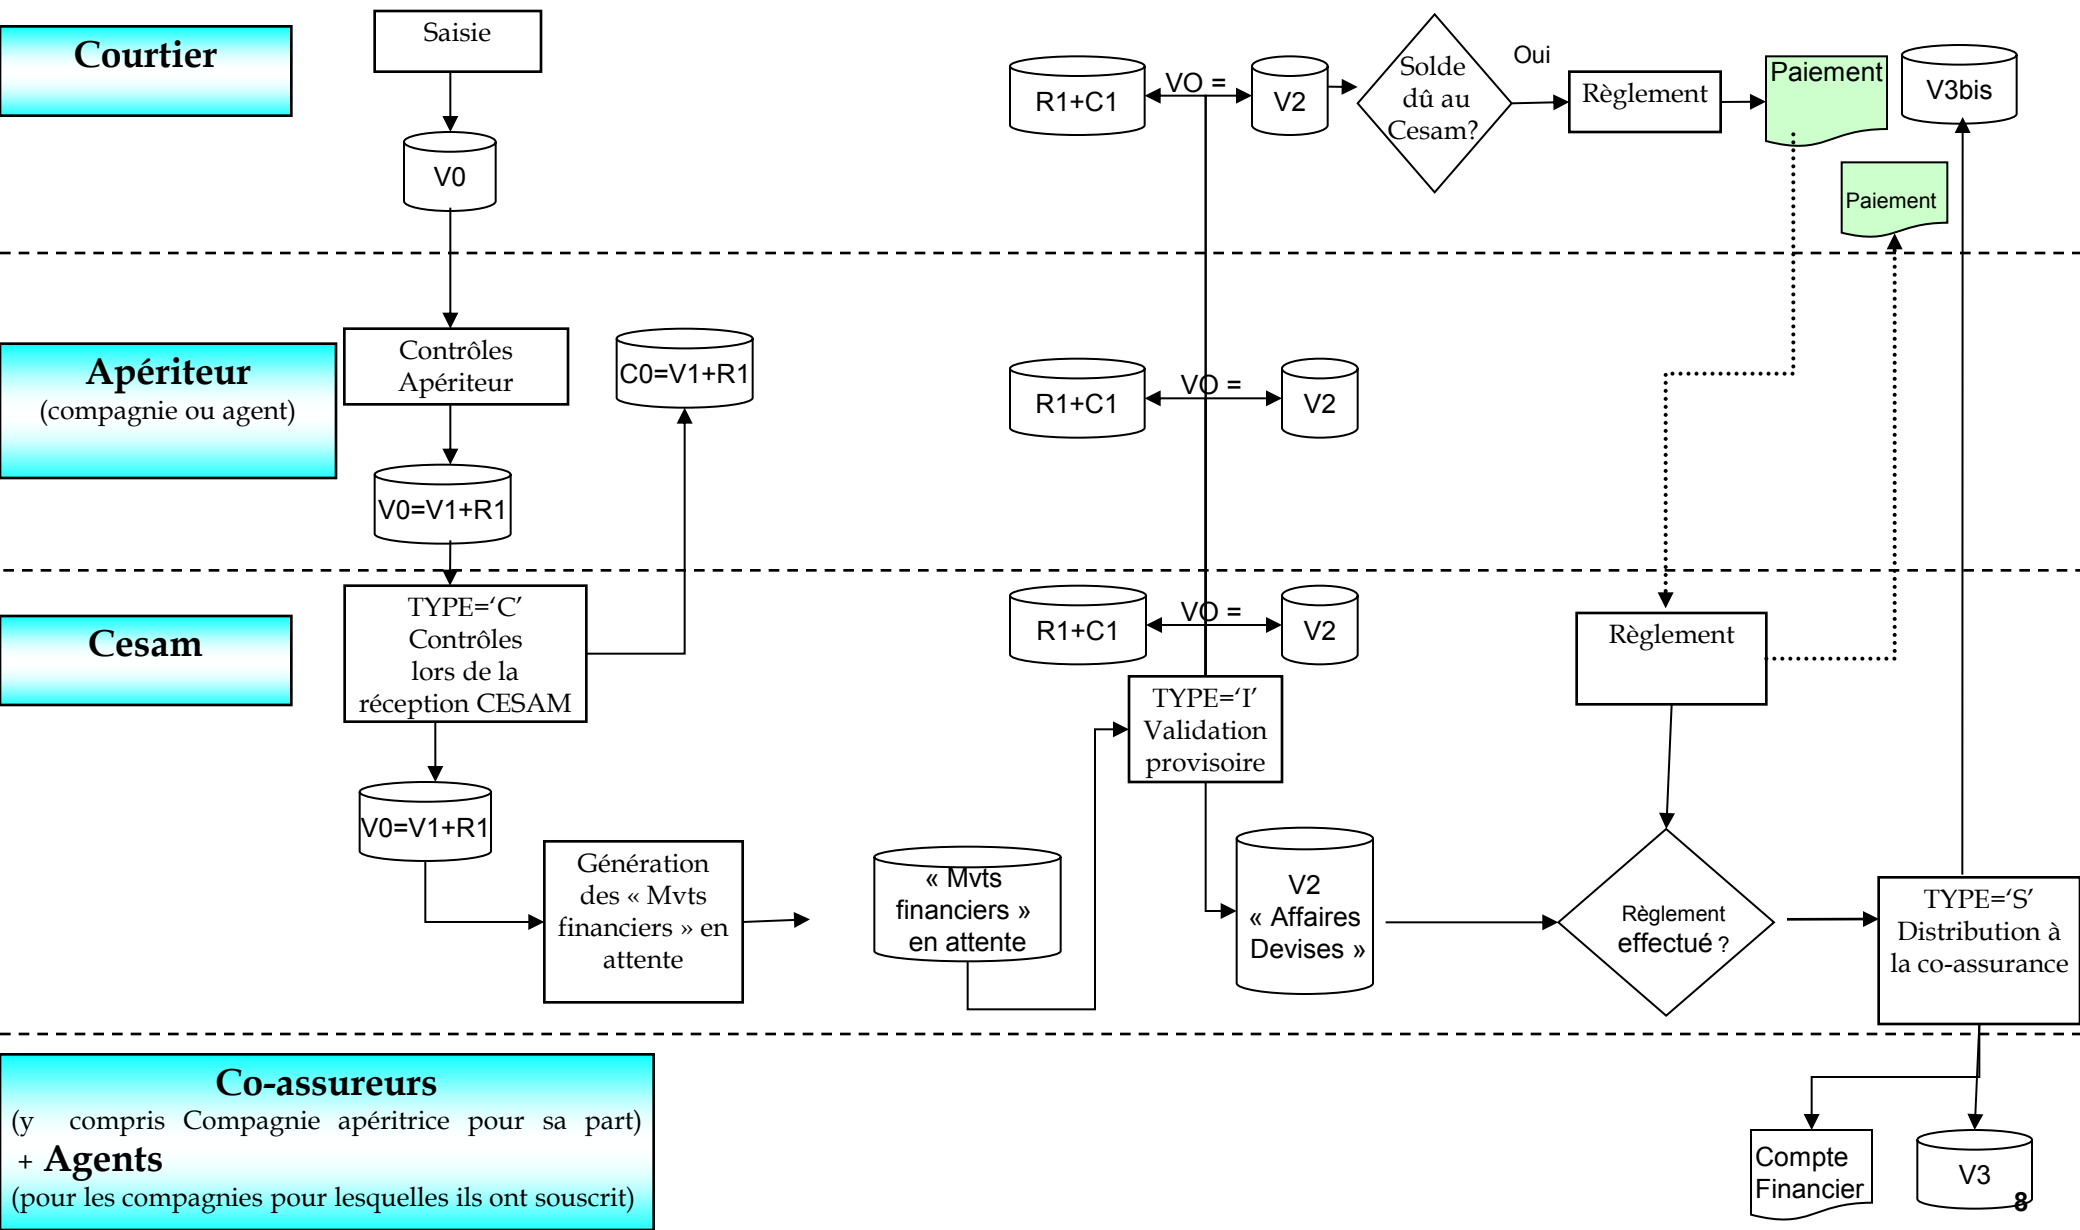 Courtier
Saisie
V0
R1+C1
VO =
V2
Solde
dû au
Cesam?
Oui
Règlement
Paiement
V3bis
Paiement
Apériteur
(compagnie ou agent)
Contrôles
Apériteur
C0=V1+R1
V0=V1+R1
R1+C1
VO =
V2
Cesam
TYPE=‘C’
Contrôles
lors de la
réception CESAM
V0=V1+R1
Génération
des « Mvts
financiers » en
attente
« Mvts
financiers »
en attente
R1+C1
VO =
V2
TYPE=‘I’
Validation
provisoire
V2
« Affaires
Devises »
Règlement
Règlement
effectué ?
TYPE=‘S’
Distribution à
la co-assurance
Co-assureurs
(y compris Compagnie apéritrice pour sa part)
+ Agents
(pour les compagnies pour lesquelles ils ont souscrit)
Compte
Financier
V3
8